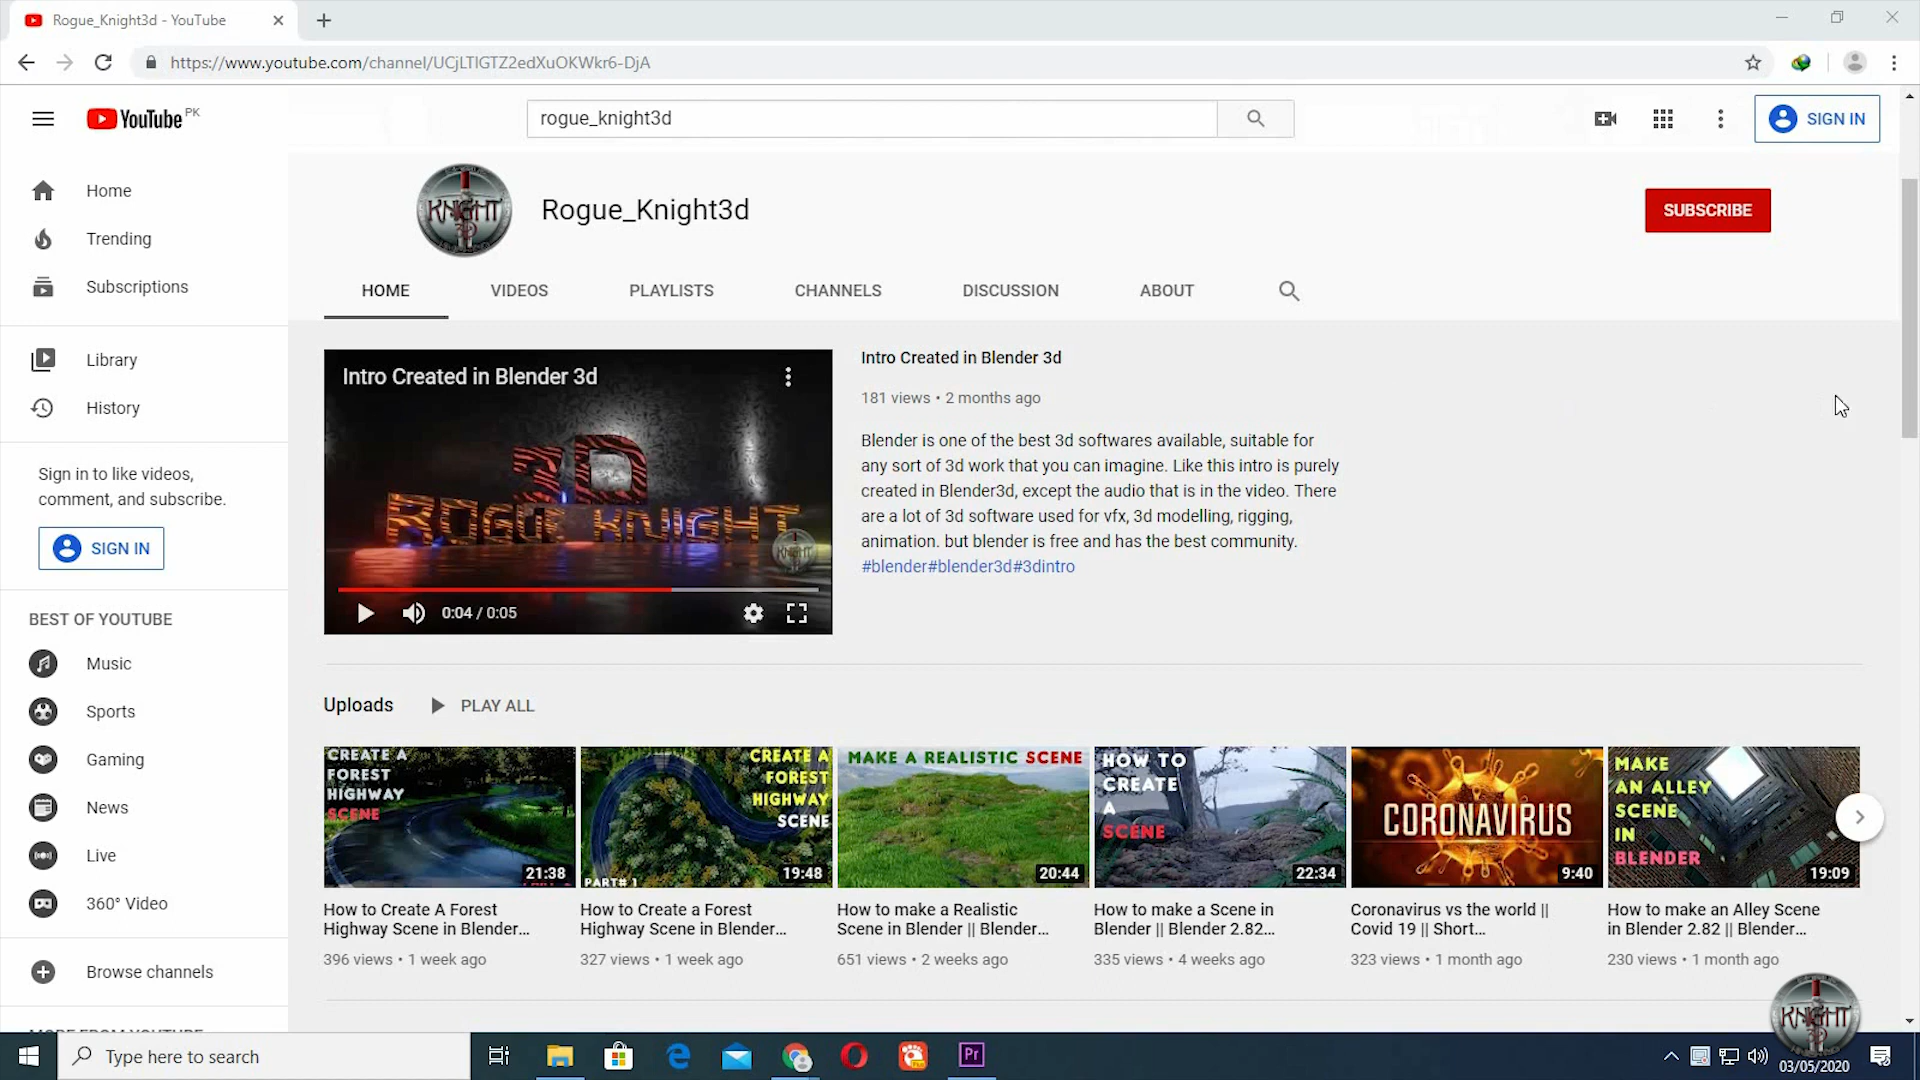 Rogue_Knight3d - YouTube
https://www.youtube.com/channel/UCjLTlGTZ2edXuOKWkr6-DjA
YouTube PK
rogue_knight3d
SIGN IN
Home
Trending
Subscriptions
Library
History
Sign in to like videos,
comment, and subscribe.
SIGN IN
BEST OF YOUTUBE
Music
Sports
Gaming
News
Live
360° Video
Browse channels
MORE FROM YOUTUBE
KNIGHT
3D
Rogue_Knight3d
SUBSCRIBE
HOME
VIDEOS
PLAYLISTS
CHANNELS
DISCUSSION
ABOUT
Intro Created in Blender 3d
3D
ROGUE KNIGHT
KNIGHT
0:04 / 0:05
Intro Created in Blender 3d
181 views • 2 months ago
Blender is one of the best 3d softwares available, suitable for
any sort of 3d work that you can imagine. Like this intro is purely
created in Blender3d, except the audio that is in the video. There
are a lot of 3d software used for vfx, 3d modelling, rigging,
animation. but blender is free and has the best community.
#blender#blender3d#3dintro
Uploads
PLAY ALL
CREATE A
FOREST
HIGHWAY
SCENE
21:38
How to Create A Forest
Highway Scene in Blender...
396 views • 1 week ago
CREATE A
FOREST
HIGHWAY
SCENE
PART# 1
19:48
How to Create a Forest
Highway Scene in Blender...
327 views • 1 week ago
MAKE A REALISTIC SCENE
20:44
How to make a Realistic
Scene in Blender || Blender...
651 views • 2 weeks ago
HOW TO
CREATE
A
SCENE
22:34
How to make a Scene in
Blender || Blender 2.82...
335 views • 4 weeks ago
CORONAVIRUS
9:40
Coronavirus vs the world ||
Covid 19 || Short...
323 views • 1 month ago
MAKE
AN ALLEY
SCENE
IN
BLENDER
19:09
How to make an Alley Scene
in Blender 2.82 || Blender...
230 views • 1 month ago
KNIGHT
3D
Type here to search
Pr
03/05/2020